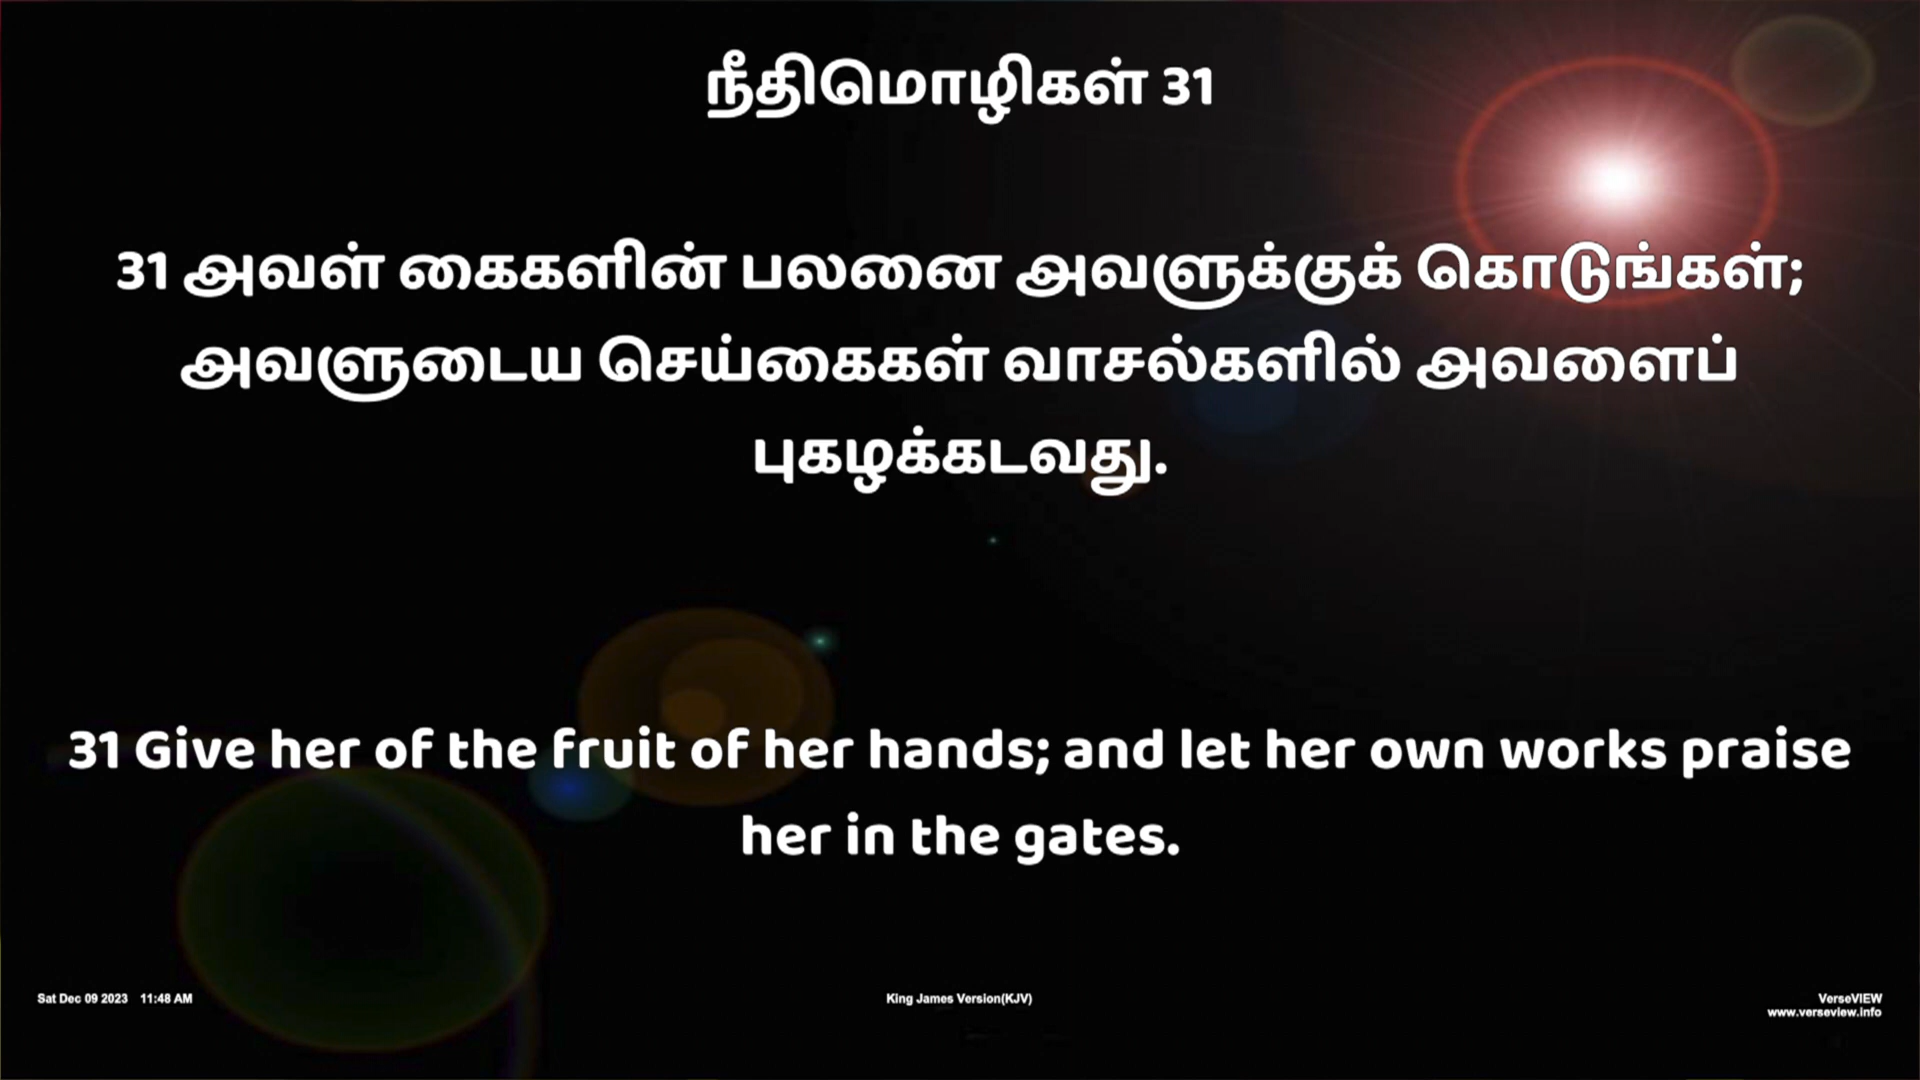 நீதிமொழிகள் 31
31 அவள் கைகளின் பலனை அவளுக்குக் கொடுங்கள்;
அவளுடைய செய்கைகள் வாசல்களில் அவளைப்
புகழக்கடவது.
31 Give her of the fruit of her hands; and let her own works praise
her in the gates.
Sat Dec 09 2023 11:48 AM
King James Version(KJV)
VerseVIEW
www.verseview.info